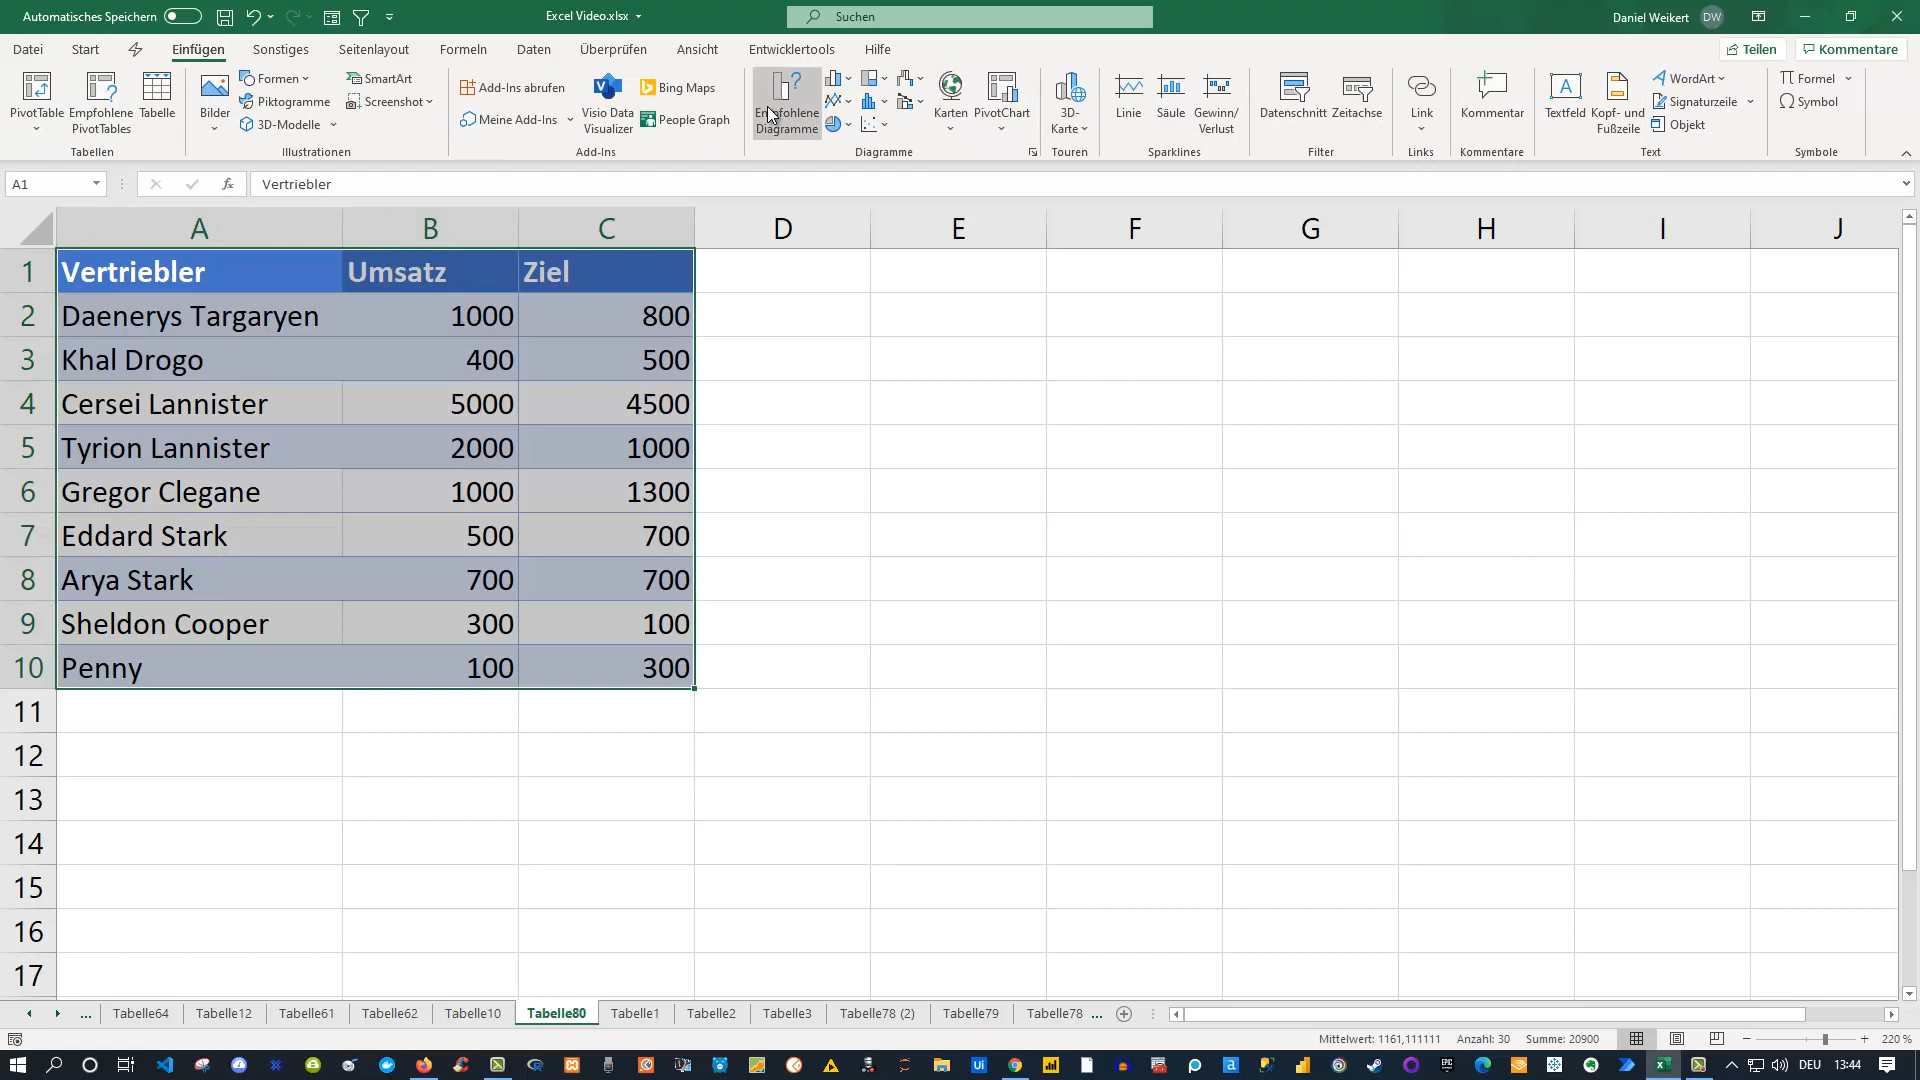 Automatisches Speichern
Excel Video.xlsx
Suchen
Daniel Weikert
DW
Datei
Start
Einfügen
Sonstiges
Seitenlayout
Formeln
Daten
Überprüfen
Ansicht
Entwicklertools
Hilfe
Teilen
Kommentare
PivotTable
Empfohlene
PivotTables
Tabelle
Tabellen
Bilder
Formen
Piktogramme
3D-Modelle
SmartArt
Screenshot
Illustrationen
Add-Ins abrufen
Meine Add-Ins
Visio Data
Visualizer
Bing Maps
People Graph
Add-Ins
Empfohlene
Diagramme
Karten
PivotChart
Diagramme
3D-
Karte
Touren
Linie
Säule
Gewinn/
Verlust
Sparklines
Datenschnitt
Zeitachse
Filter
Link
Links
Kommentar
Kommentare
Textfeld
Kopf- und
Fußzeile
WordArt
Signaturzeile
Objekt
Text
Formel
Symbol
Symbole
A1
fx
Vertriebler
A B C D E F G H I J
1 Vertriebler Umsatz Ziel
2 Daenerys Targaryen 1000 800
3 Khal Drogo 400 500
4 Cersei Lannister 5000 4500
5 Tyrion Lannister 2000 1000
6 Gregor Clegane 1000 1300
7 Eddard Stark 500 700
8 Arya Stark 700 700
9 Sheldon Cooper 300 100
10 Penny 100 300
11
12
13
14
15
16
17
... Tabelle64 Tabelle12 Tabelle61 Tabelle62 Tabelle10 Tabelle80 Tabelle1 Tabelle2 Tabelle3 Tabelle78 (2) Tabelle79 Tabelle78 ...
Mittelwert: 1161,111111 Anzahl: 30 Summe: 20900
220 %
DEU
13:44